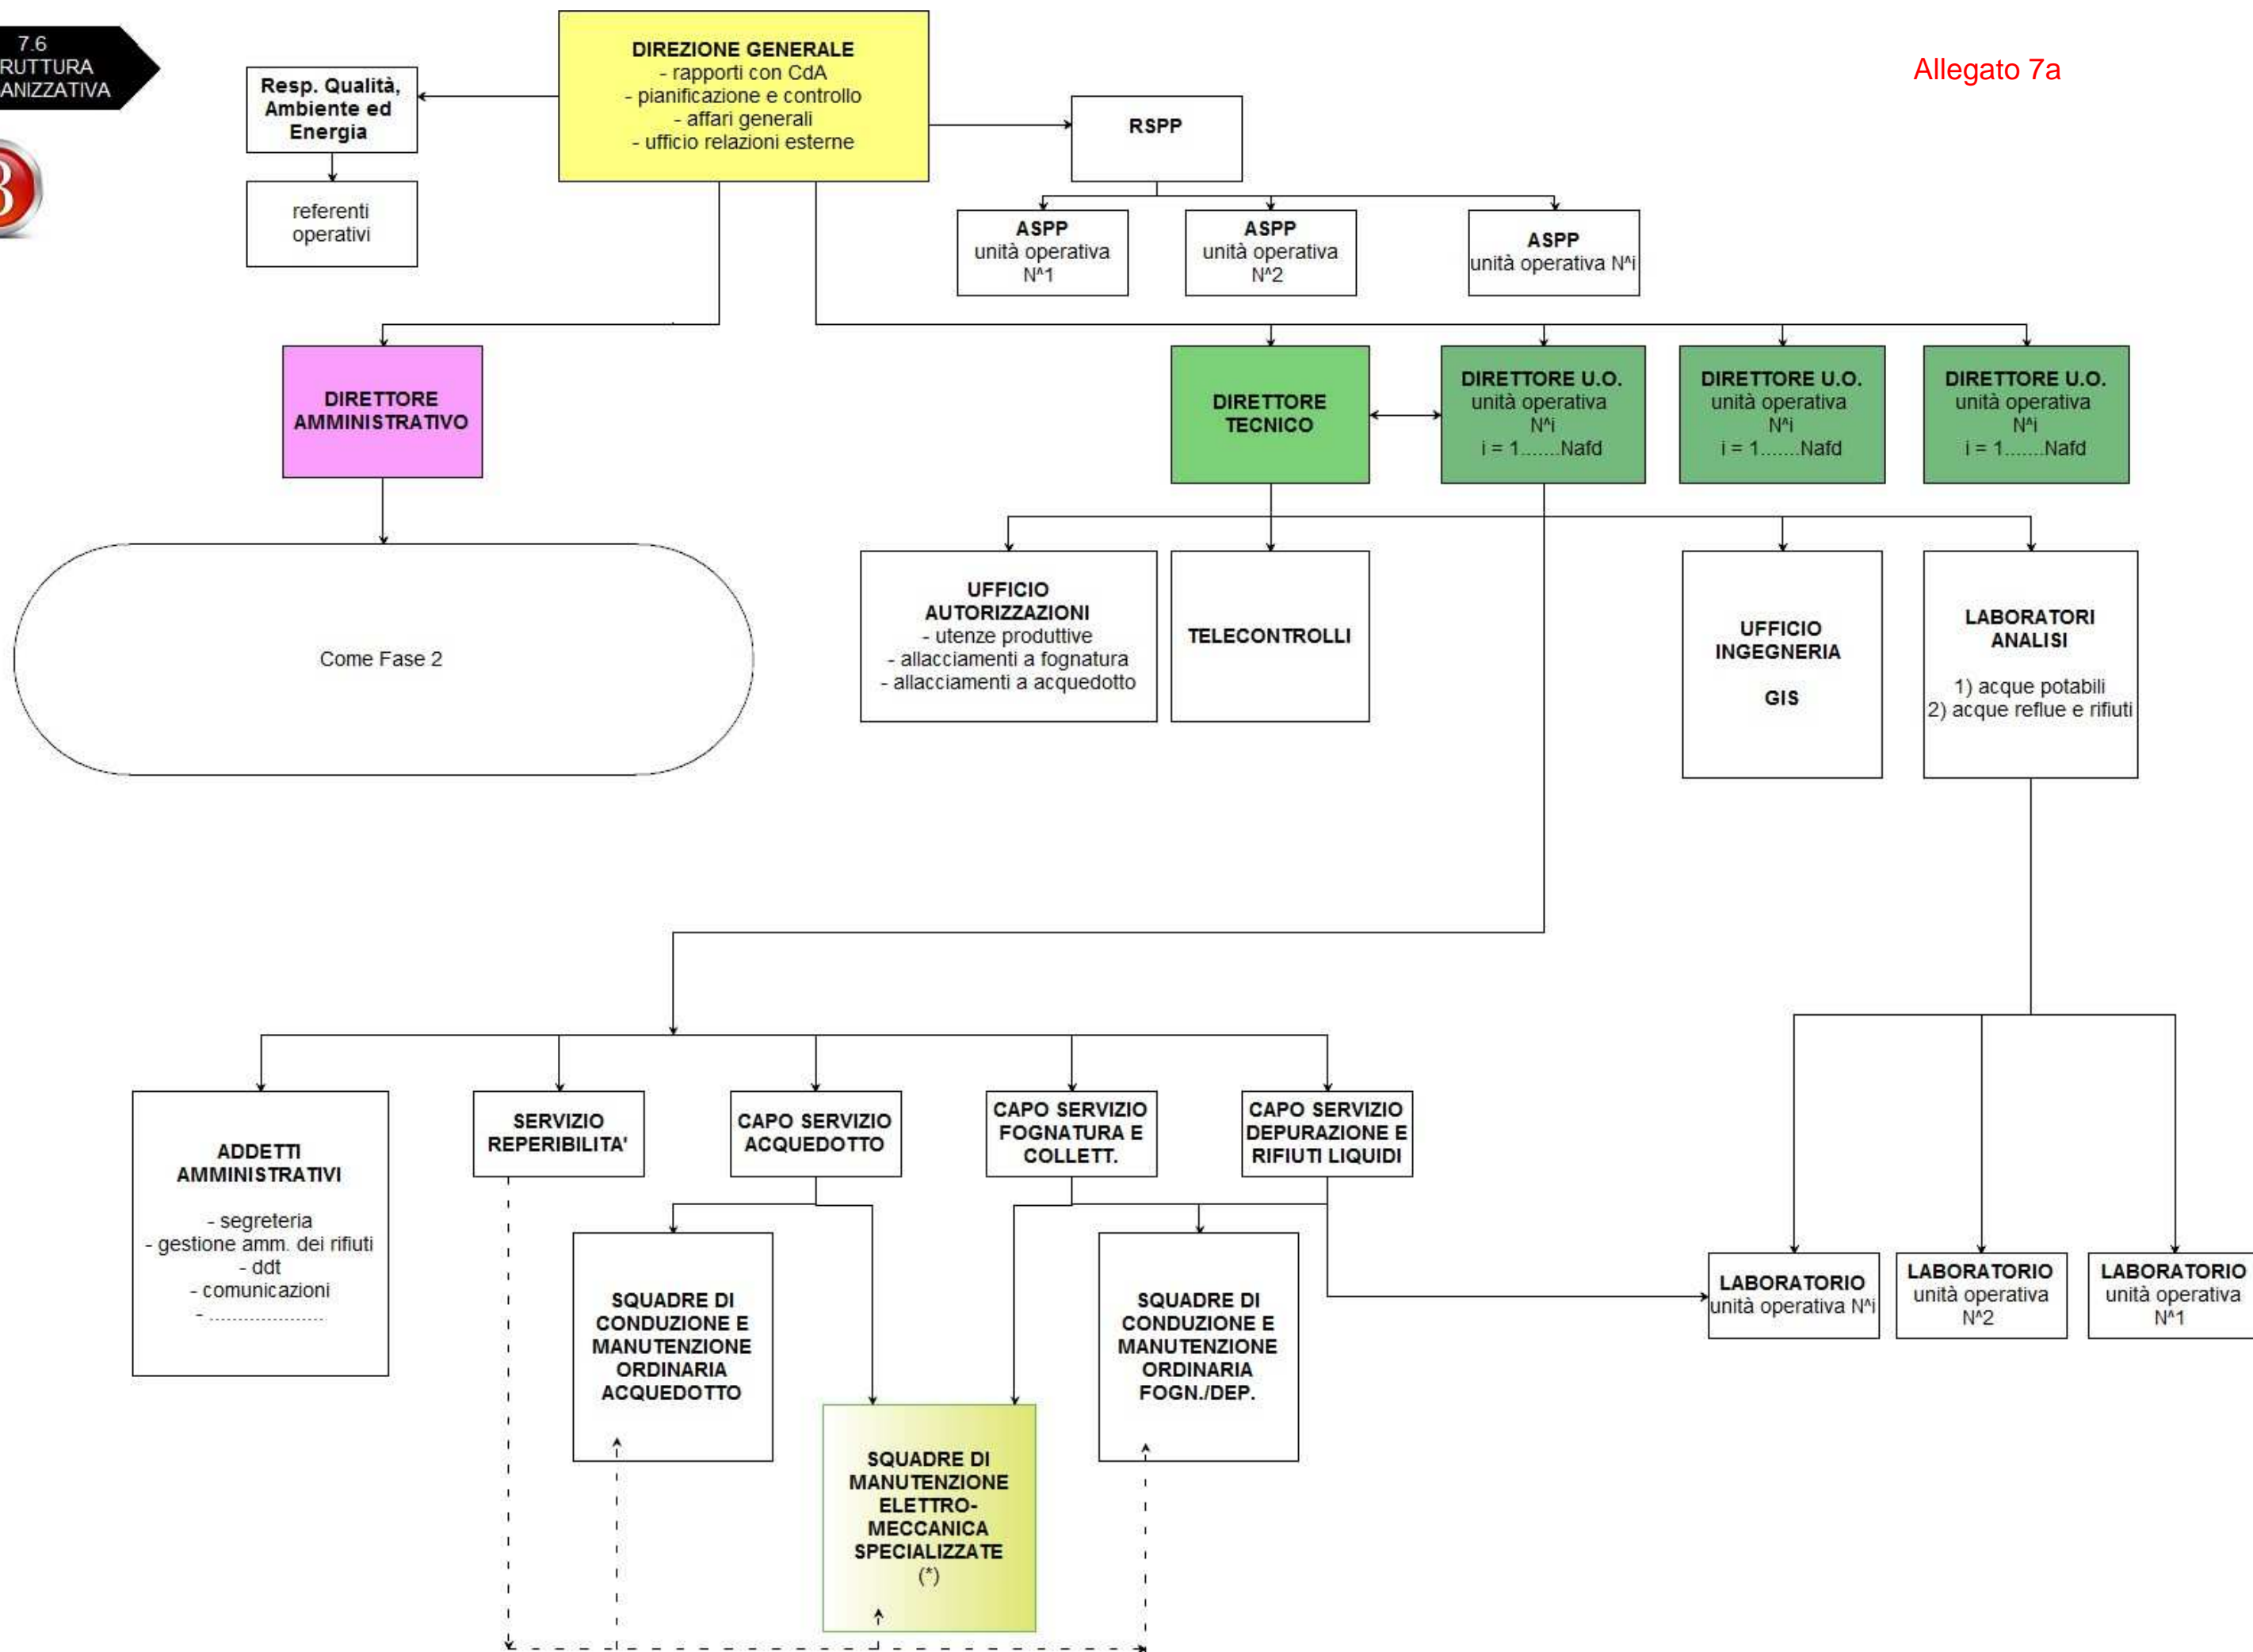 7.6
RUTTURA
ANIZZATIVA
3
Allegato 7a
DIREZIONE GENERALE
- rapporti con CdA
- pianificazione e controllo
- affari generali
- ufficio relazioni esterne
Resp. Qualità,
Ambiente ed
Energia
referenti
operativi
RSPP
ASPP
unità operativa
N^1
ASPP
unità operativa
N^2
ASPP
unità operativa N^i
DIRETTORE
AMMINISTRATIVO
DIRETTORE
TECNICO
DIRETTORE U.O.
unità operativa
N^i
i = 1.......Nafd
DIRETTORE U.O.
unità operativa
N^i
i = 1.......Nafd
DIRETTORE U.O.
unità operativa
N^i
i = 1.......Nafd
Come Fase 2
UFFICIO
AUTORIZZAZIONI
- utenze produttive
- allacciamenti a fognatura
- allacciamenti a acquedotto
TELECONTROLLI
UFFICIO
INGEGNERIA
GIS
LABORATORI
ANALISI
1) acque potabili
2) acque reflue e rifiuti
ADDETTI
AMMINISTRATIVI
- segreteria
- gestione amm. dei rifiuti
- ddt
- comunicazioni
- ....................
SERVIZIO
REPERIBILITA'
CAPO SERVIZIO
ACQUEDOTTO
CAPO SERVIZIO
FOGNATURA E
COLLETT.
CAPO SERVIZIO
DEPURAZIONE E
RIFIUTI LIQUIDI
SQUADRE DI
CONDUZIONE E
MANUTENZIONE
ORDINARIA
ACQUEDOTTO
SQUADRE DI
MANUTENZIONE
ELETTRO-
MECCANICA
SPECIALIZZATE
(*)
SQUADRE DI
CONDUZIONE E
MANUTENZIONE
ORDINARIA
FOGN./DEP.
LABORATORIO
unità operativa N^i
LABORATORIO
unità operativa
N^2
LABORATORIO
unità operativa
N^1